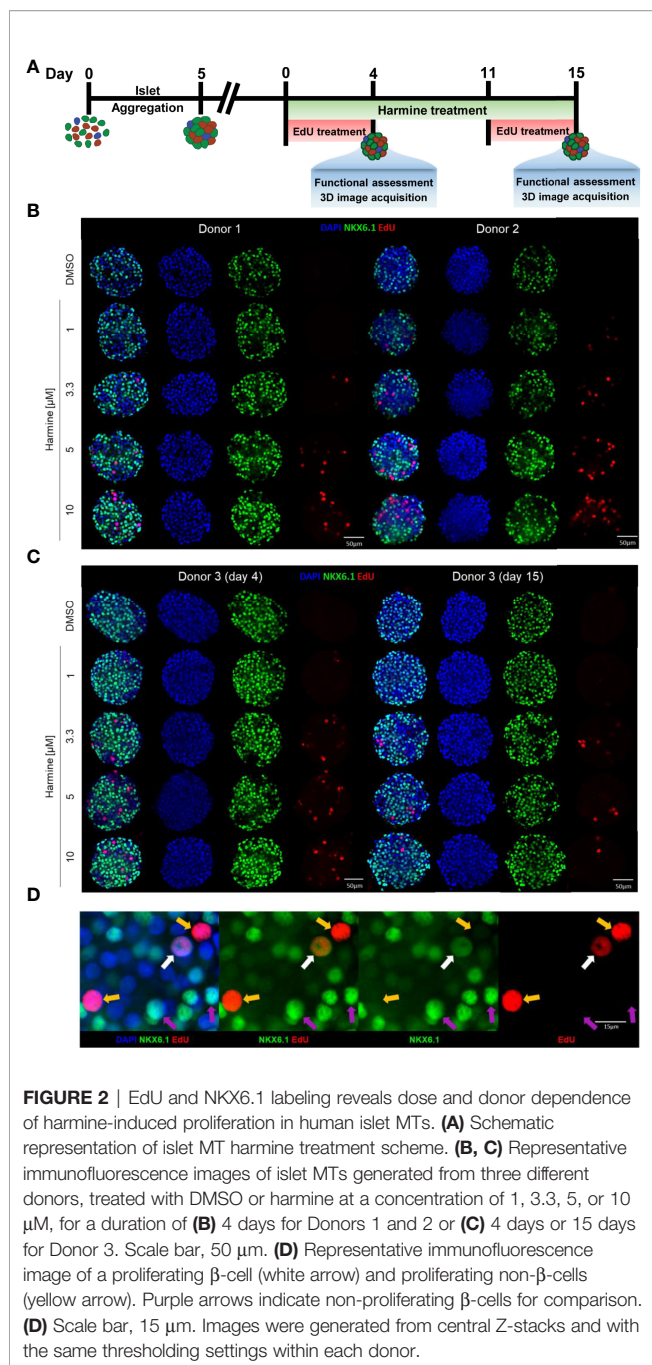 A
Day 0 5 0 4 11 15
Islet
Aggregation
Harmine treatment
EdU treatment EdU treatment
Functional assessment
3D image acquisition
Functional assessment
3D image acquisition
B
Donor 1 DAPI NKX6.1 EdU Donor 2
DMSO
1
3.3
5
10
Harmine [μM]
50μm 50μm
C
Donor 3 (day 4) DAPI NKX6.1 EdU Donor 3 (day 15)
DMSO
1
3.3
5
10
Harmine [μM]
50μm 50μm
D
15μm
DAPI NKX6.1 EdU NKX6.1 EdU NKX6.1 EdU
FIGURE 2 | EdU and NKX6.1 labeling reveals dose and donor dependence
of harmine-induced proliferation in human islet MTs. (A) Schematic
representation of islet MT harmine treatment scheme. (B, C) Representative
immunofluorescence images of islet MTs generated from three different
donors, treated with DMSO or harmine at a concentration of 1, 3.3, 5, or 10
μM, for a duration of (B) 4 days for Donors 1 and 2 or (C) 4 days or 15 days
for Donor 3. Scale bar, 50 μm. (D) Representative immunofluorescence
image of a proliferating β-cell (white arrow) and proliferating non-β-cells
(yellow arrow). Purple arrows indicate non-proliferating β-cells for comparison.
(D) Scale bar, 15 μm. Images were generated from central Z-stacks and with
the same thresholding settings within each donor.